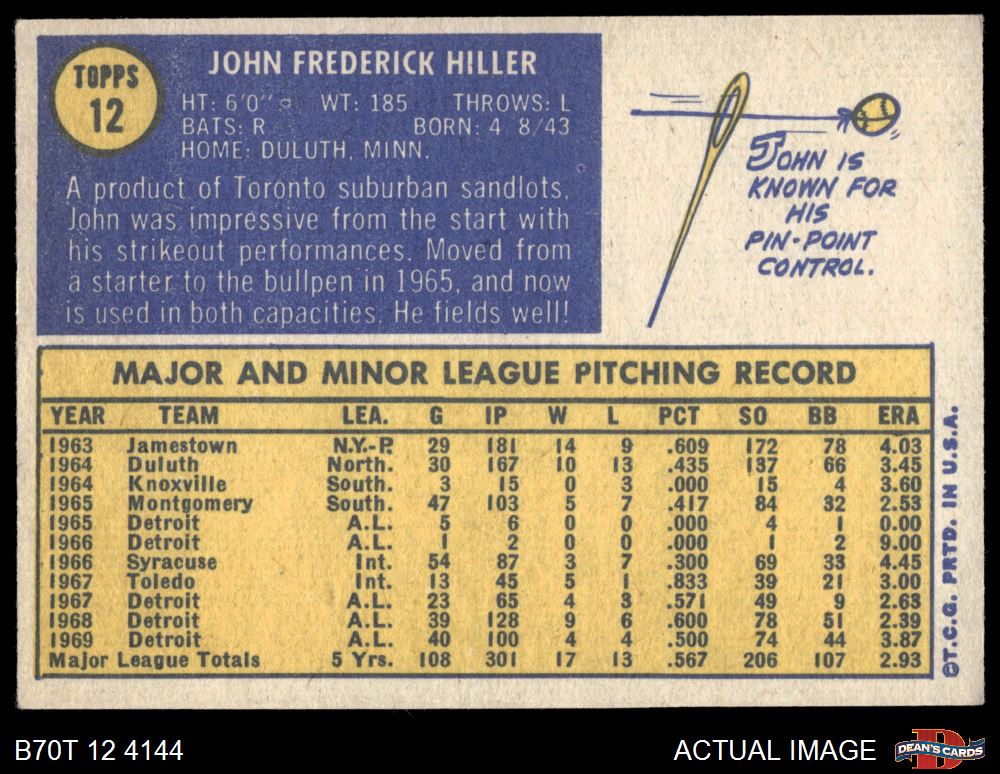 TOPPS
12
JOHN FREDERICK HILLER
HT: 6'0" WT: 185 THROWS: L
BATS: R BORN: 4 8/43
HOME: DULUTH, MINN.
A product of Toronto suburban sandlots,
John was impressive from the start with
his strikeout performances. Moved from
a starter to the bullpen in 1965, and now
is used in both capacities. He fields well!
JOHN IS
KNOWN FOR
HIS
PIN-POINT
CONTROL.
MAJOR AND MINOR LEAGUE PITCHING RECORD
YEAR TEAM LEA. G IP W L PCT SO BB ERA
1963 Jamestown N.Y.-P. 29 181 14 9 .609 172 78 4.03
1964 Duluth North. 30 167 10 13 .435 137 66 3.45
1964 Knoxville South. 3 15 0 3 .000 15 4 3.60
1965 Montgomery South. 47 103 5 7 .417 84 32 2.53
1965 Detroit A.L. 5 6 0 0 .000 4 1 0.00
1966 Detroit A.L. 1 2 0 0 .000 1 2 9.00
1966 Syracuse Int. 54 87 3 7 .300 69 33 4.45
1967 Toledo Int. 13 45 5 1 .833 39 21 3.00
1967 Detroit A.L. 23 65 4 3 .571 49 9 2.63
1968 Detroit A.L. 39 128 9 6 .600 78 51 2.39
1969 Detroit A.L. 40 100 4 4 .500 74 44 3.87
Major League Totals 5 Yrs. 108 301 17 13 .567 206 107 2.93
©T.C.G. PRTD. IN U.S.A.
B70T 12 4144
ACTUAL IMAGE
DEAN'S CARDS